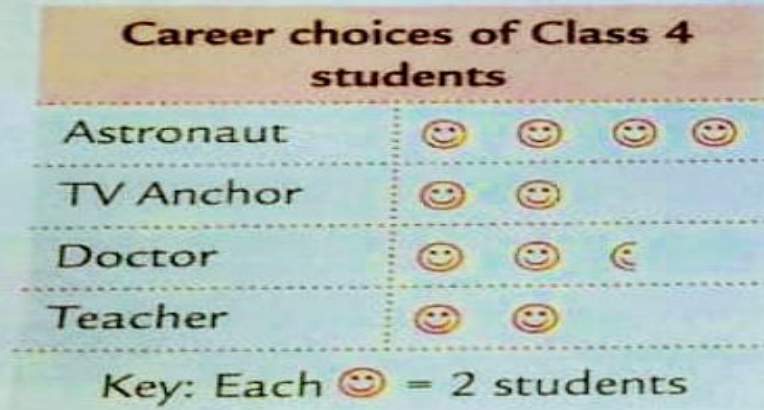 Career choices of Class 4
students
Astronaut
TV Anchor
Doctor
Teacher
Key: Each = 2 students